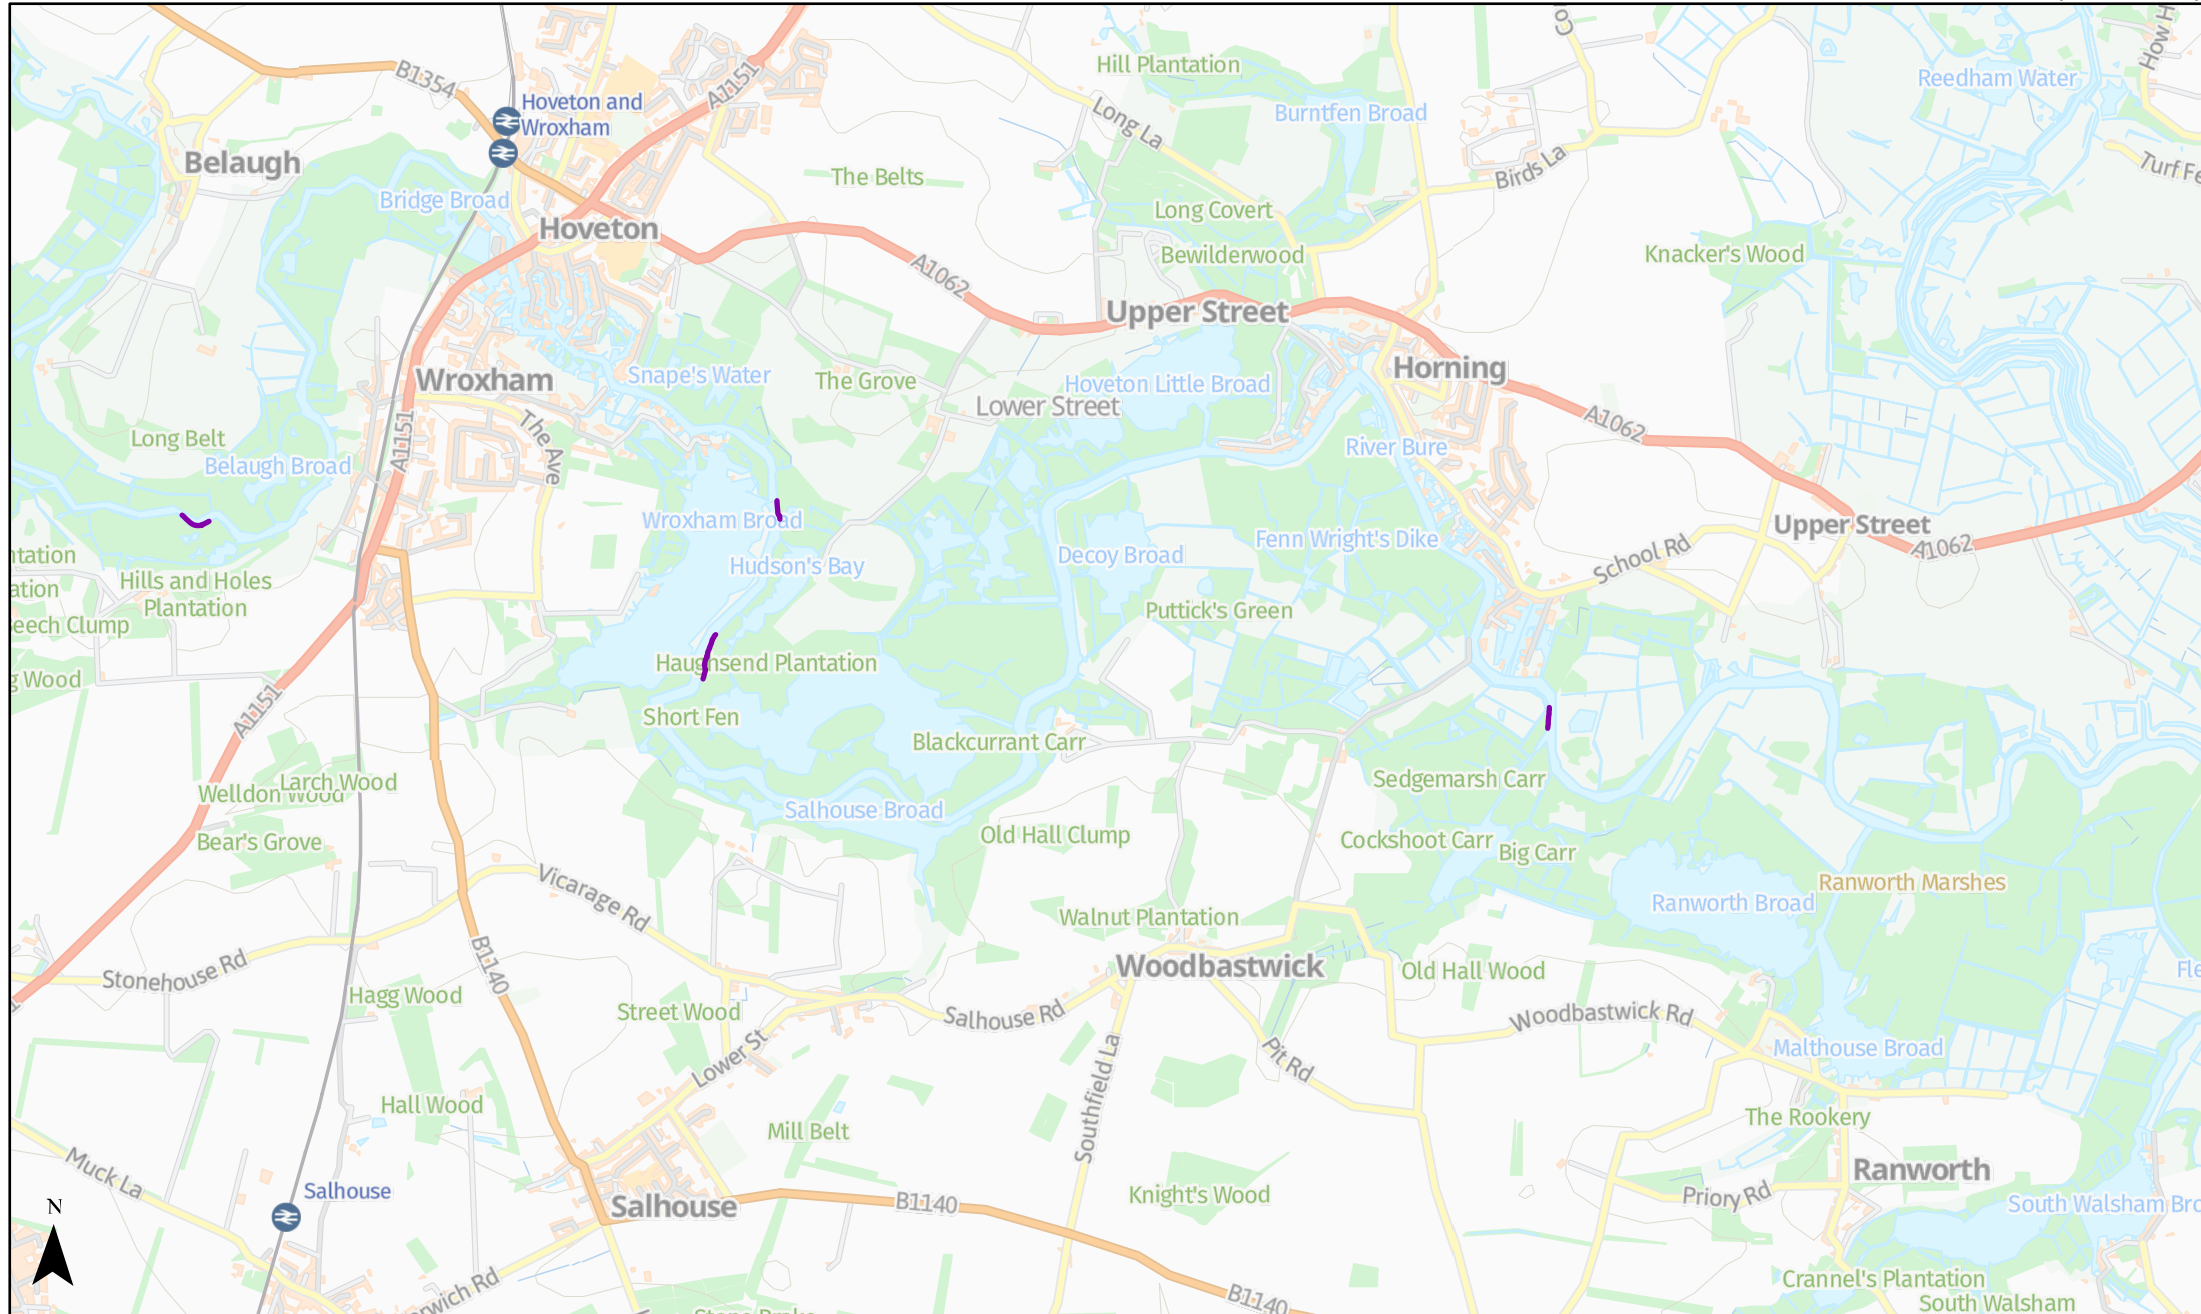 B1354
Hoveton and
Wroxham
A1151
Hill Plantation
Long La
Burntfen Broad
Reedham Water
Belaugh
Bridge Broad
The Belts
Birds La
Hoveton
Long Covert
Bewilderwood
Knacker's Wood
A1062
Upper Street
Wroxham
Snape's Water
The Grove
Hoveton Little Broad
Lower Street
Horning
A1062
The Ave
A1151
Long Belt
Belaugh Broad
River Bure
Wroxham Broad
Hudson's Bay
Decoy Broad
Fenn Wright's Dike
School Rd
Upper Street
A1062
Hills and Holes
Plantation
Puttick's Green
Haughsend Plantation
Short Fen
Blackcurrant Carr
A1151
Larch Wood
Welldon Wood
Bear's Grove
Salhouse Broad
Old Hall Clump
Sedgemarsh Carr
Cockshoot Carr
Big Carr
Ranworth Marshes
Ranworth Broad
Vicarage Rd
Walnut Plantation
Stonehouse Rd
B1140
Woodbastwick
Old Hall Wood
Hagg Wood
Street Wood
Salhouse Rd
Woodbastwick Rd
Lower St
Southfield La
Pit Rd
Malthouse Broad
Hall Wood
Mill Belt
The Rookery
Muck La
Salhouse
Salhouse
B1140
Knight's Wood
Priory Rd
Ranworth
N
B1140
Crannel's Plantation
South Walsham